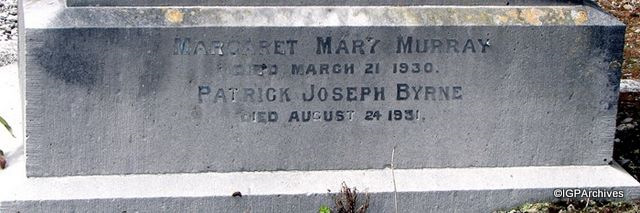 Margaret Mary Murray
died March 21 1930.
Patrick Joseph Byrne
died August 24 1931.
©IGPArchives